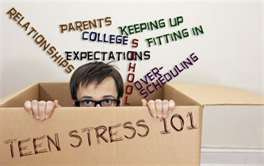 RELATIONSHIPS
PARENTS
COLLEGE
EXPECTATIONS
SCHOOL
KEEPING UP
FITTING IN
OVER-
SCHEDULING
TEEN STRESS 101